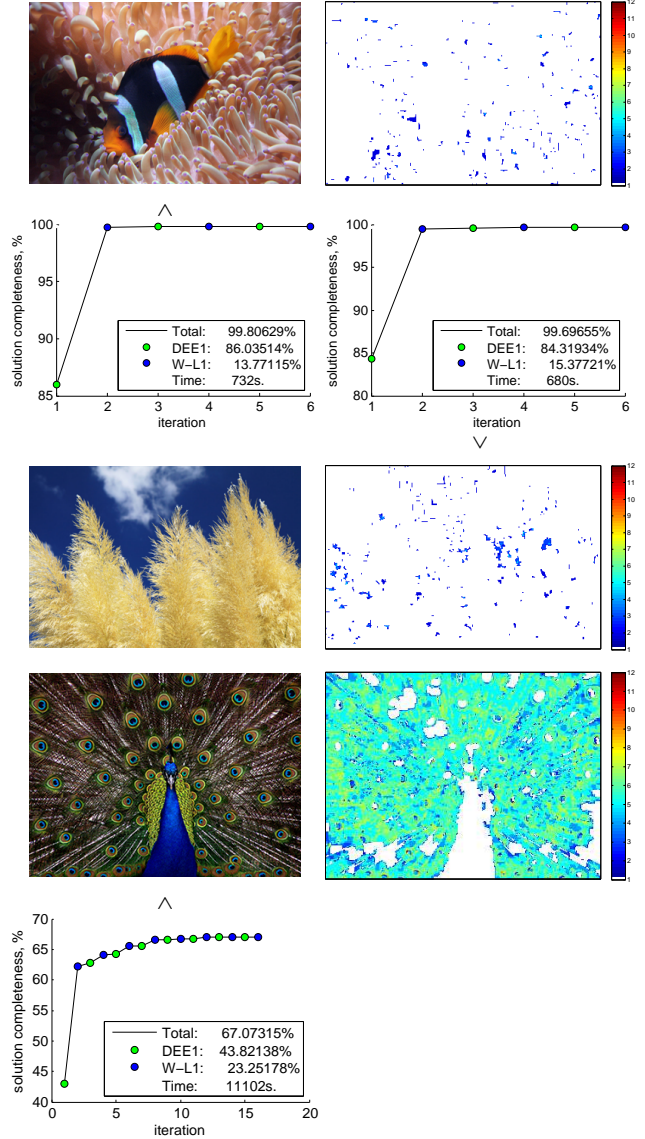 12
11
10
9
8
7
6
5
4
3
2
1
100
95
90
85
solution completeness, %
Total: 99.80629%
DEE1: 86.03514%
W-L1: 13.77115%
Time: 732s.
1 2 3 4 5 6
iteration
100
95
90
85
80
solution completeness, %
Total: 99.69655%
DEE1: 84.31934%
W-L1: 15.37721%
Time: 680s.
1 2 3 4 5 6
iteration
12
11
10
9
8
7
6
5
4
3
2
1
12
11
10
9
8
7
6
5
4
3
2
1
70
65
60
55
50
45
40
solution completeness, %
Total: 67.07315%
DEE1: 43.82138%
W-L1: 23.25178%
Time: 11102s.
0 5 10 15 20
iteration